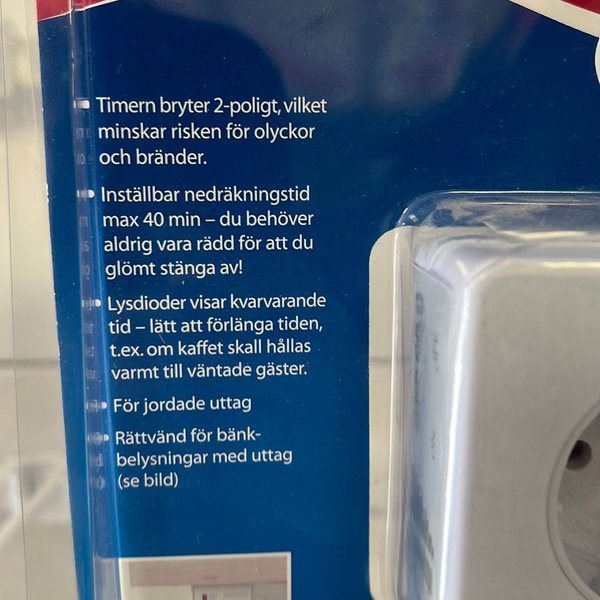 Timern bryter 2-poligt, vilket
minskar risken för olyckor
och bränder.
Inställbar nedräkningstid
max 40 min – du behöver
aldrig vara rädd för att du
glömt stänga av!
Lysdioder visar kvarvarande
tid – lätt att förlänga tiden,
t.ex. om kaffet skall hållas
varmt till väntade gäster.
För jordade uttag
Rättvänd för bänk-
belysningar med uttag
(se bild)